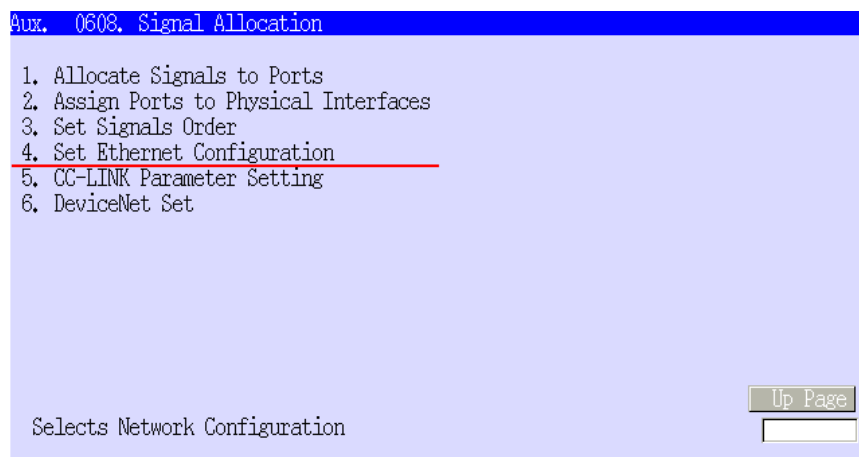 Aux. 0608. Signal Allocation
1. Allocate Signals to Ports
2. Assign Ports to Physical Interfaces
3. Set Signals Order
4. Set Ethernet Configuration
5. CC-LINK Parameter Setting
6. DeviceNet Set
Up Page
Selects Network Configuration